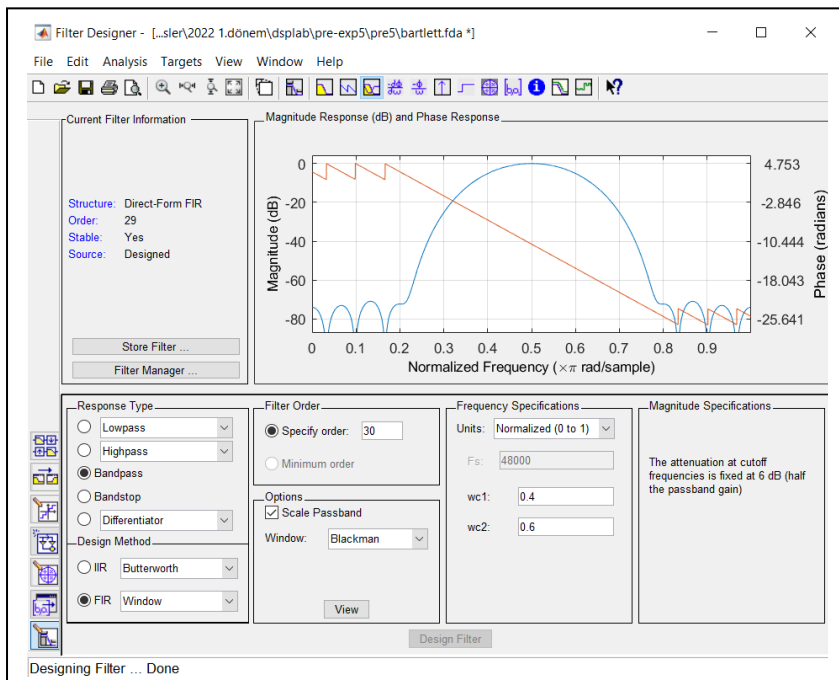 Filter Designer - [...sler\2022 1.dönem\dsplab\pre-exp5\pre5\bartlett.fda *]
File Edit Analysis Targets View Window Help
Current Filter Information
Structure: Direct-Form FIR
Order: 29
Stable: Yes
Source: Designed
Store Filter ...
Filter Manager ...
Magnitude Response (dB) and Phase Response
Magnitude (dB)
0
-20
-40
-60
-80
4.753
-2.846
-10.444
-18.043
-25.641
Phase (radians)
0 0.1 0.2 0.3 0.4 0.5 0.6 0.7 0.8 0.9
Normalized Frequency (×π rad/sample)
Response Type
Lowpass
Highpass
Bandpass
Bandstop
Differentiator
Design Method
IIR Butterworth
FIR Window
Filter Order
Specify order: 30
Minimum order
Options
Scale Passband
Window: Blackman
View
Frequency Specifications
Units: Normalized (0 to 1)
Fs: 48000
wc1: 0.4
wc2: 0.6
Magnitude Specifications
The attenuation at cutoff
frequencies is fixed at 6 dB (half
the passband gain)
Design Filter
Designing Filter ... Done